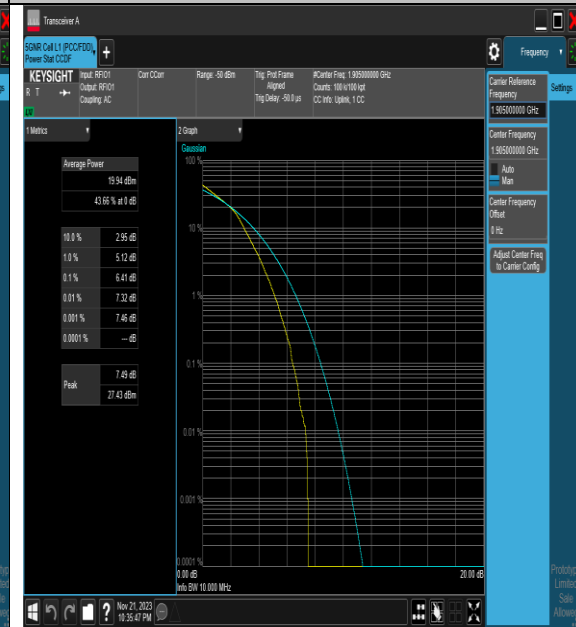 Transceiver A
5GNR Cell L1 (PCC/FDD),
Power Stat CCDF
Frequency
KEYSIGHT
R T
Input: RFIO1
Output: RFIO1
Coupling: AC
Corr CCorr
Range: -50 dBm
Trig: Prot Frame
Aligned
Trig Delay: -50.0 µs
#Center Freq: 1.905000000 GHz
Counts: 100 k/100 kpt
CC Info: Uplink, 1 CC
Carrier Reference
Frequency
1.905000000 GHz
Settings
1 Metrics
2 Graph
Center Frequency
1.905000000 GHz
Auto
Man
Average Power
19.94 dBm
43.66 % at 0 dB
Gaussian
100 %
Center Frequency
Offset
0 Hz
10.0 % 2.95 dB
1.0 % 5.12 dB
0.1 % 6.41 dB
0.01 % 7.32 dB
0.001 % 7.46 dB
0.0001 % --- dB
10 %
Adjust Center Freq
to Carrier Config
1 %
Peak
7.49 dB
27.43 dBm
0.1 %
0.01 %
0.001 %
0.0001 %
0.00 dB
20.00 dB
Info BW 10.000 MHz
Nov 21, 2023
10:35:47 PM
?